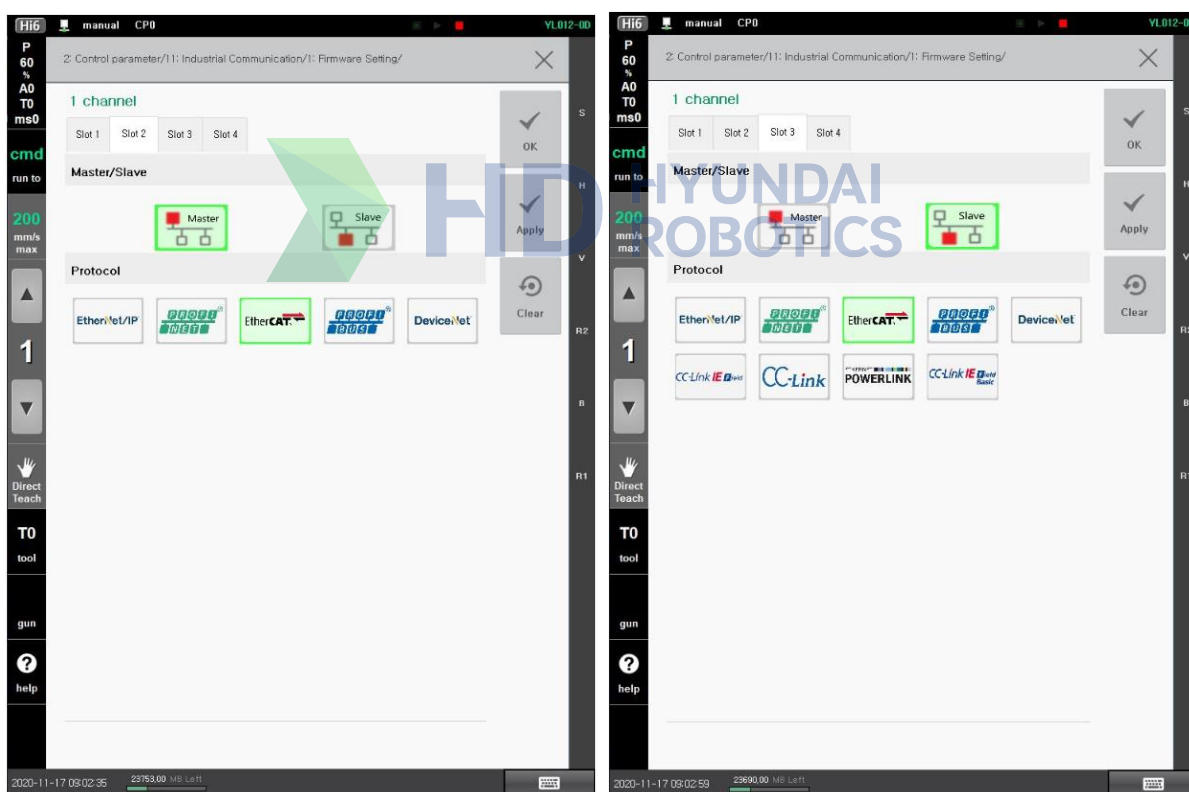 Hi6 manual CP0 YL012-0D
P
60
%
A0
T0
ms0
cmd
run to
200
mm/s
max
1
Direct
Teach
T0
tool
gun
help
2: Control parameter/11: Industrial Communication/1: Firmware Setting/
1 channel
Slot 1 Slot 2 Slot 3 Slot 4
Master/Slave
Master Slave
Protocol
EtherNet/IP PROFI NET EtherCAT PROFI BUS DeviceNet
OK
Apply
Clear
S
H
V
R2
B
R1
2020-11-17 09:02:35 23753,00 MB Left
Hi6 manual CP0 YL012-0
P
60
%
A0
T0
ms0
cmd
run to
200
mm/s
max
1
Direct
Teach
T0
tool
gun
help
2: Control parameter/11: Industrial Communication/1: Firmware Setting/
1 channel
Slot 1 Slot 2 Slot 3 Slot 4
Master/Slave
Master Slave
Protocol
EtherNet/IP PROFI NET EtherCAT PROFI BUS DeviceNet
CC-Link IE Field CC-Link POWERLINK CC-Link IE Field Basic
OK
Apply
Clear
S
H
V
R2
B
R1
2020-11-17 09:02:59 23690,00 MB Left
HD HYUNDAI
ROBOTICS